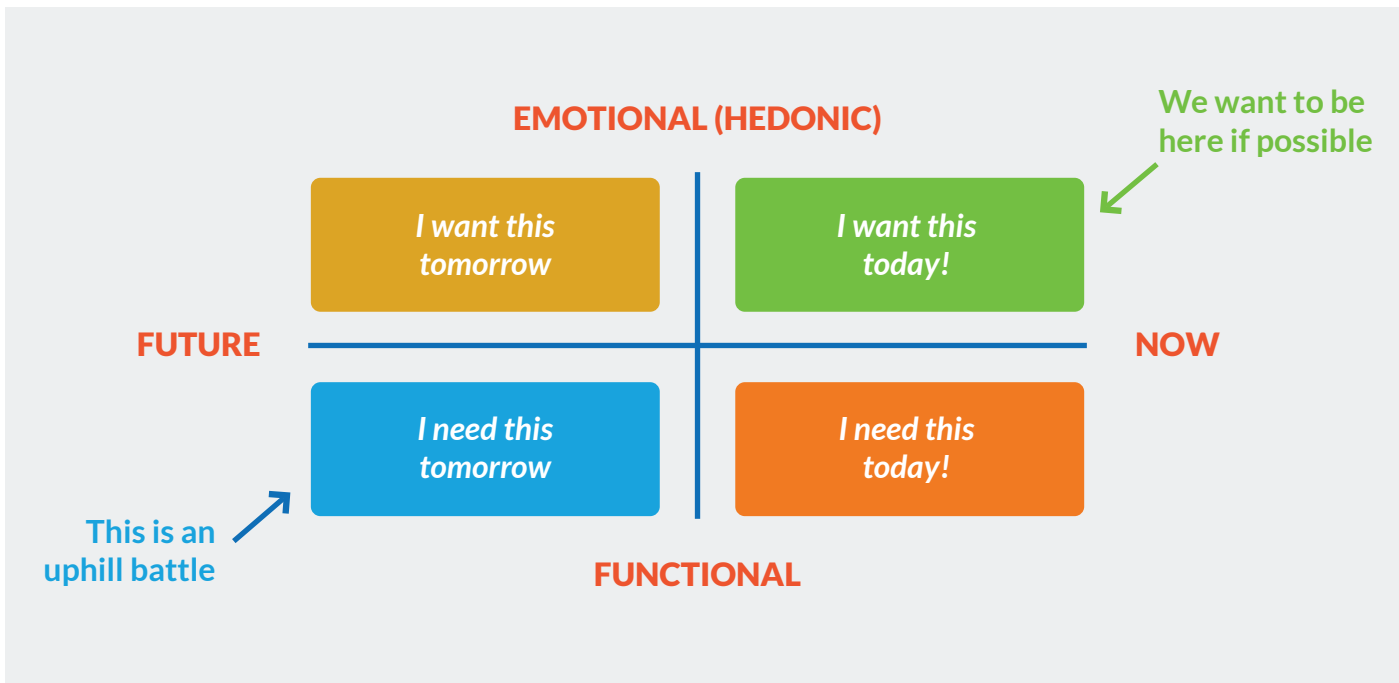 We want to be
here if possible
EMOTIONAL (HEDONIC)
I want this
tomorrow
I want this
today!
FUTURE
NOW
I need this
tomorrow
I need this
today!
This is an
uphill battle
FUNCTIONAL